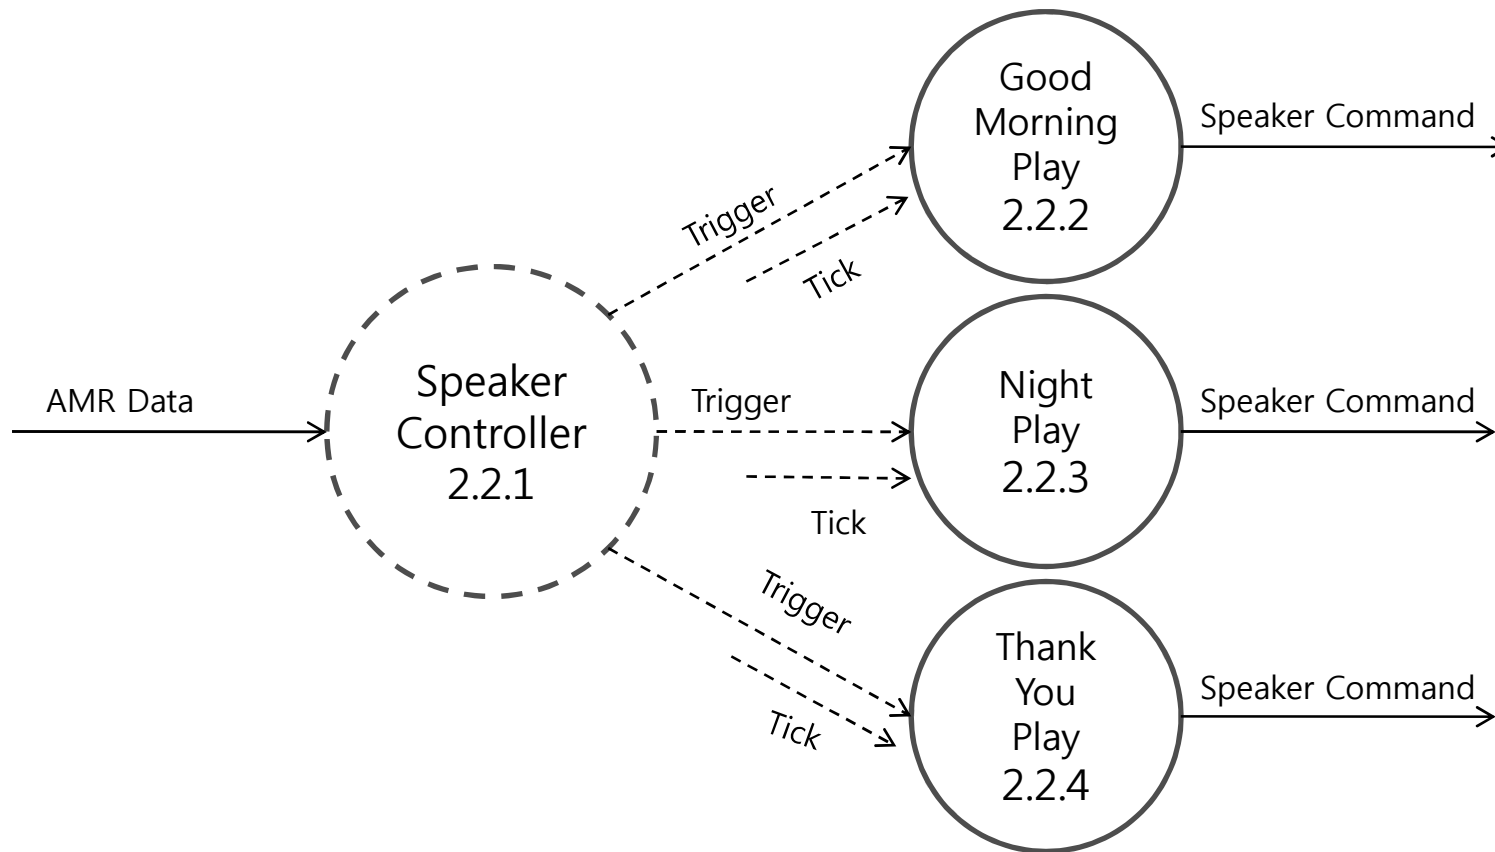 Good
Morning
Play
2.2.2
Speaker Command
Trigger
Tick
AMR Data
Speaker
Controller
2.2.1
Trigger
Tick
Night
Play
2.2.3
Speaker Command
Trigger
Tick
Thank
You
Play
2.2.4
Speaker Command